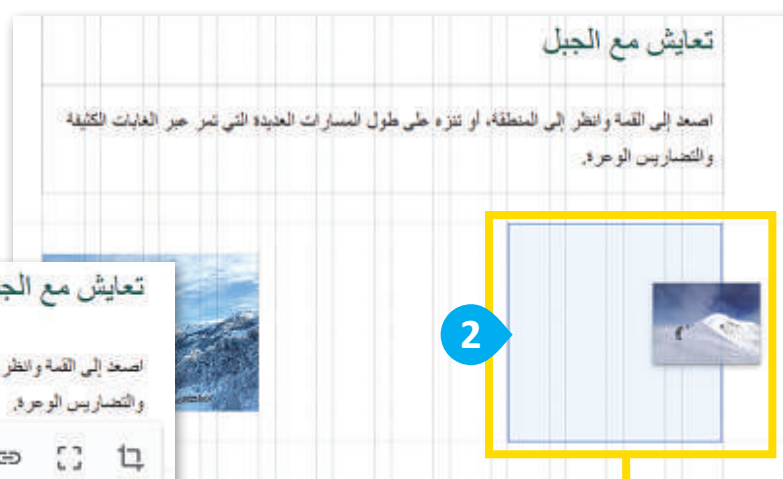 تعايش مع الجبل
اصعد إلى القمة وانظر إلى المنطقة، أو تنزه على طول المسارات العديدة التي تمر عبر الغابات الكثيفة
والتضاريس الوعرة.
2
تعايش مع الج
اصعد إلى القمة وانظر
والتضاريس الوعرة.